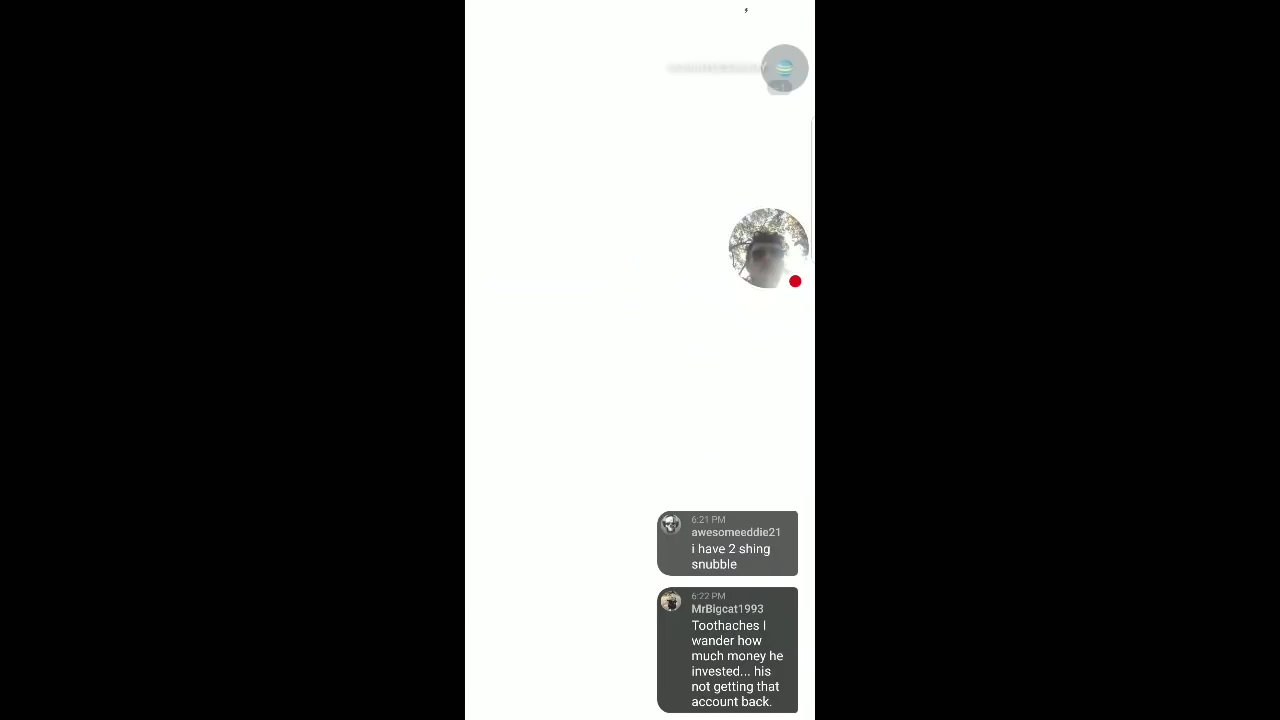 6:21 PM
awesomeeddie21
i have 2 shing
snubble
6:22 PM
MrBigcat1993
Toothaches I
wander how
much money he
invested... his
not getting that
account back.